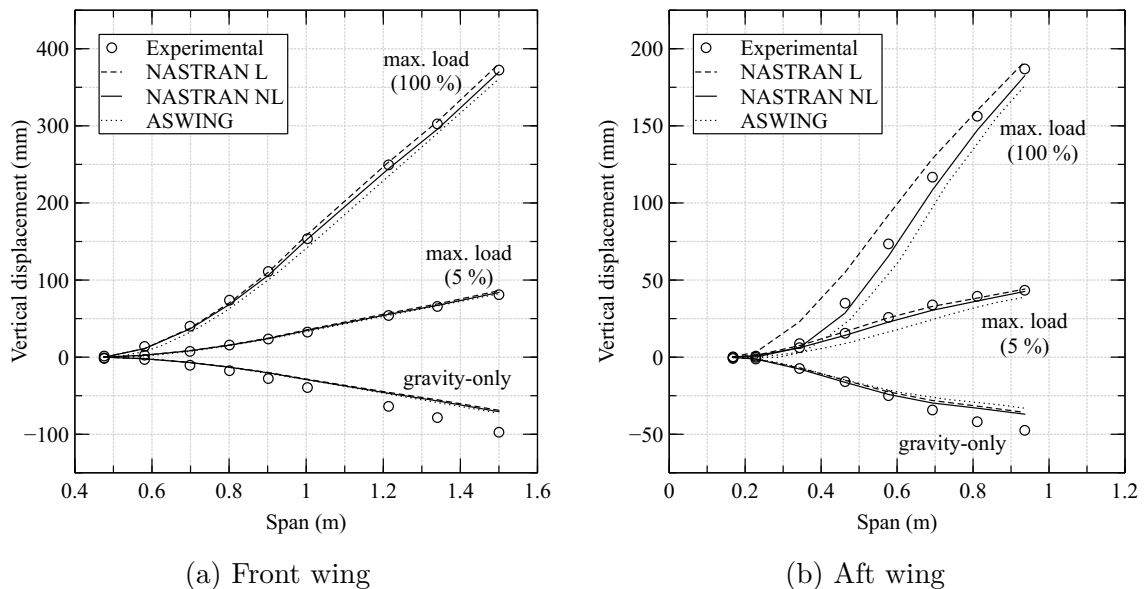 Experimental
NASTRAN L
NASTRAN NL
ASWING
max. load
(100 %)
max. load
(5 %)
gravity-only
Vertical displacement (mm)
400
300
200
100
0
−100
0.4
0.6
0.8
1
1.2
1.4
1.6
Span (m)
(a) Front wing
Experimental
NASTRAN L
NASTRAN NL
ASWING
max. load
(100 %)
max. load
(5 %)
gravity-only
Vertical displacement (mm)
200
150
100
50
0
−50
0
0.2
0.4
0.6
0.8
1
1.2
Span (m)
(b) Aft wing